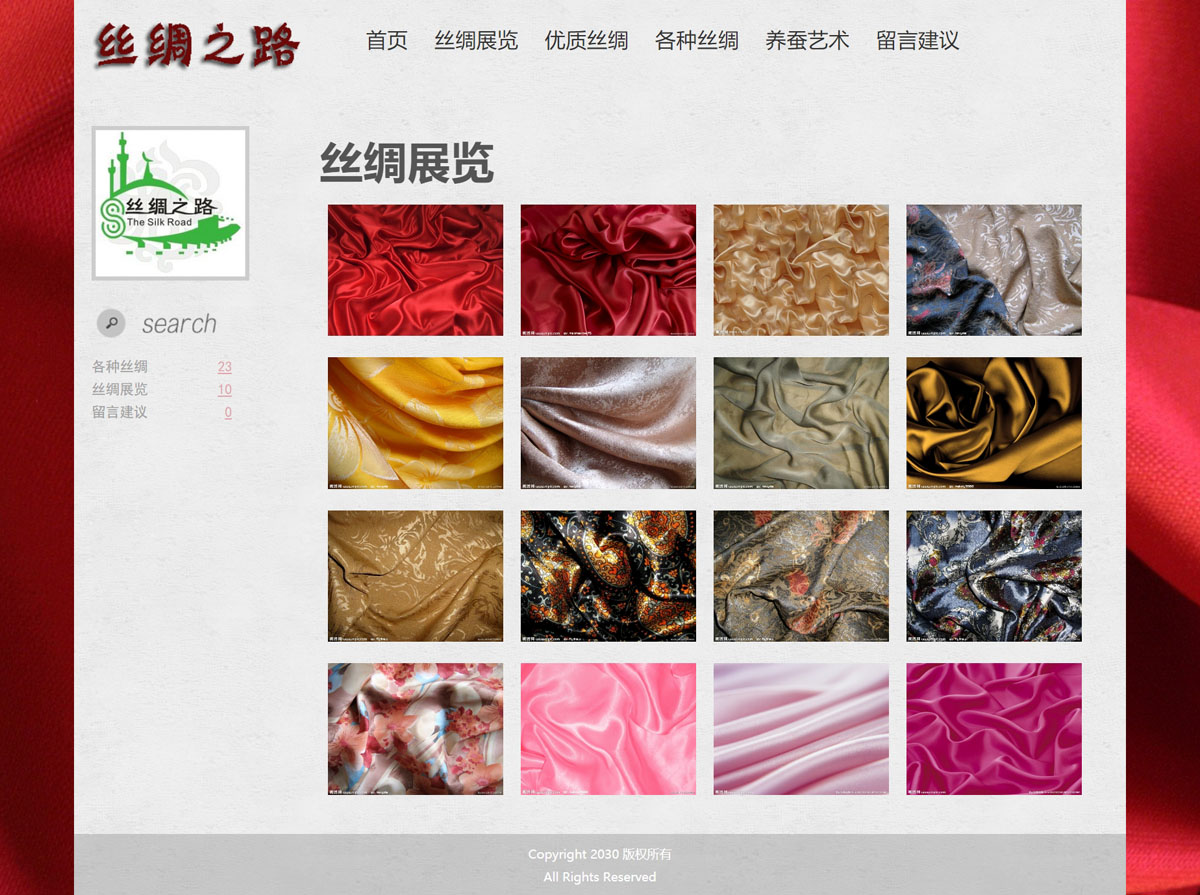 丝绸之路
首页 丝绸展览 优质丝绸 各种丝绸 养蚕艺术 留言建议
丝绸之路
The Silk Road
丝绸展览
search
各种丝绸 23
丝绸展览 10
留言建议 0
Copyright 2030 版权所有
All Rights Reserved